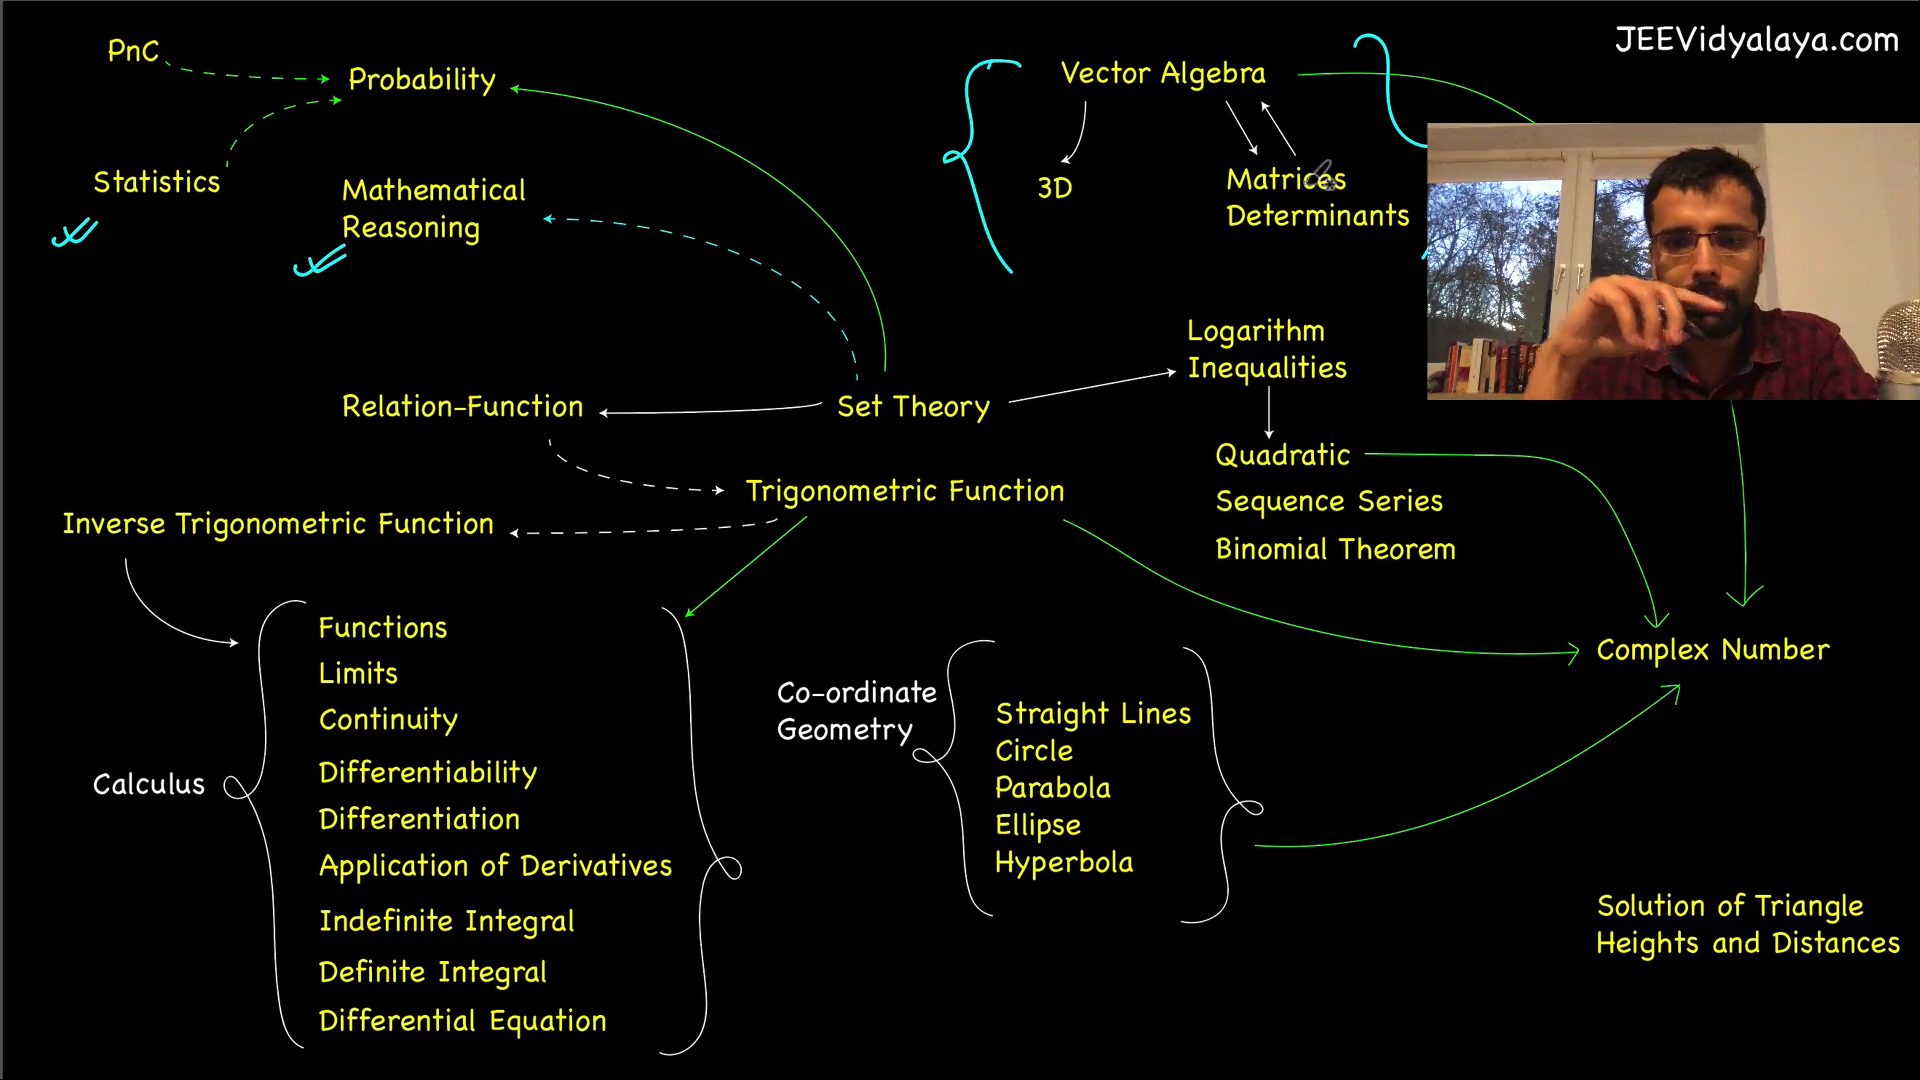 JEEVidyalaya.com
PnC
Probability
Statistics
Mathematical
Reasoning
Vector Algebra
3D
Matrices
Determinants
Logarithm
Inequalities
Relation-Function
Set Theory
Quadratic
Sequence Series
Binomial Theorem
Trigonometric Function
Inverse Trigonometric Function
Calculus
Functions
Limits
Continuity
Differentiability
Differentiation
Application of Derivatives
Indefinite Integral
Definite Integral
Differential Equation
Co-ordinate
Geometry
Straight Lines
Circle
Parabola
Ellipse
Hyperbola
Complex Number
Solution of Triangle
Heights and Distances